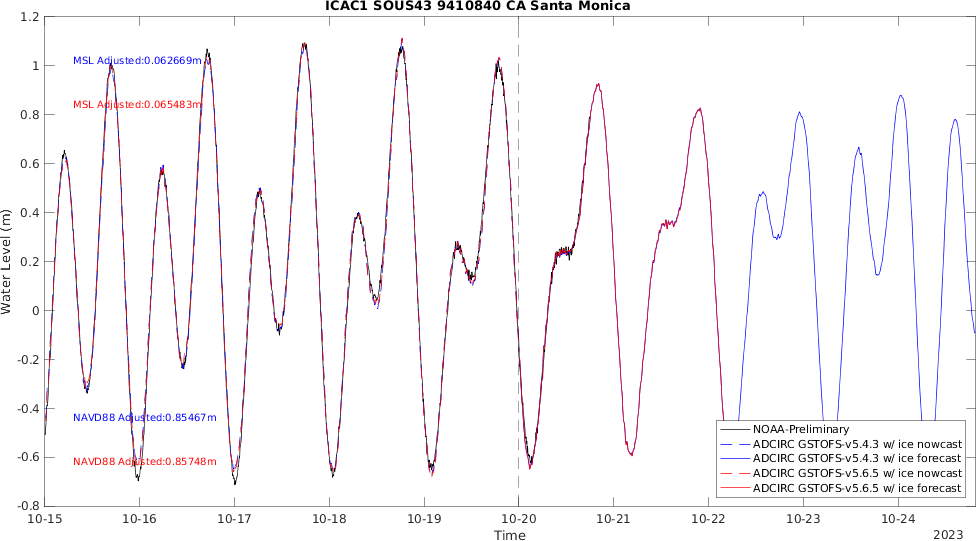 ICAC1 SOUS43 9410840 CA Santa Monica
1.2
1
0.8
0.6
0.4
0.2
0
-0.2
-0.4
-0.6
-0.8
Water Level (m)
MSL Adjusted:0.062669m
MSL Adjusted:0.065483m
NAVD88 Adjusted:0.85467m
NAVD88 Adjusted:0.85748m
NOAA-Preliminary
ADCIRC GSTOFS-v5.4.3 w/ ice nowcast
ADCIRC GSTOFS-v5.4.3 w/ ice forecast
ADCIRC GSTOFS-v5.6.5 w/ ice nowcast
ADCIRC GSTOFS-v5.6.5 w/ ice forecast
10-15 10-16 10-17 10-18 10-19 10-20 10-21 10-22 10-23 10-24
Time
2023